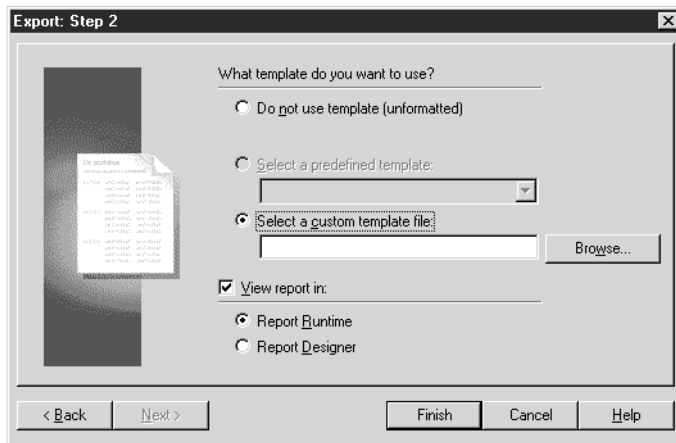 Export: Step 2
What template do you want to use?
Do not use template (unformatted)
Select a predefined template:
Select a custom template file:
Browse...
View report in:
Report Runtime
Report Designer
< Back
Next >
Finish
Cancel
Help